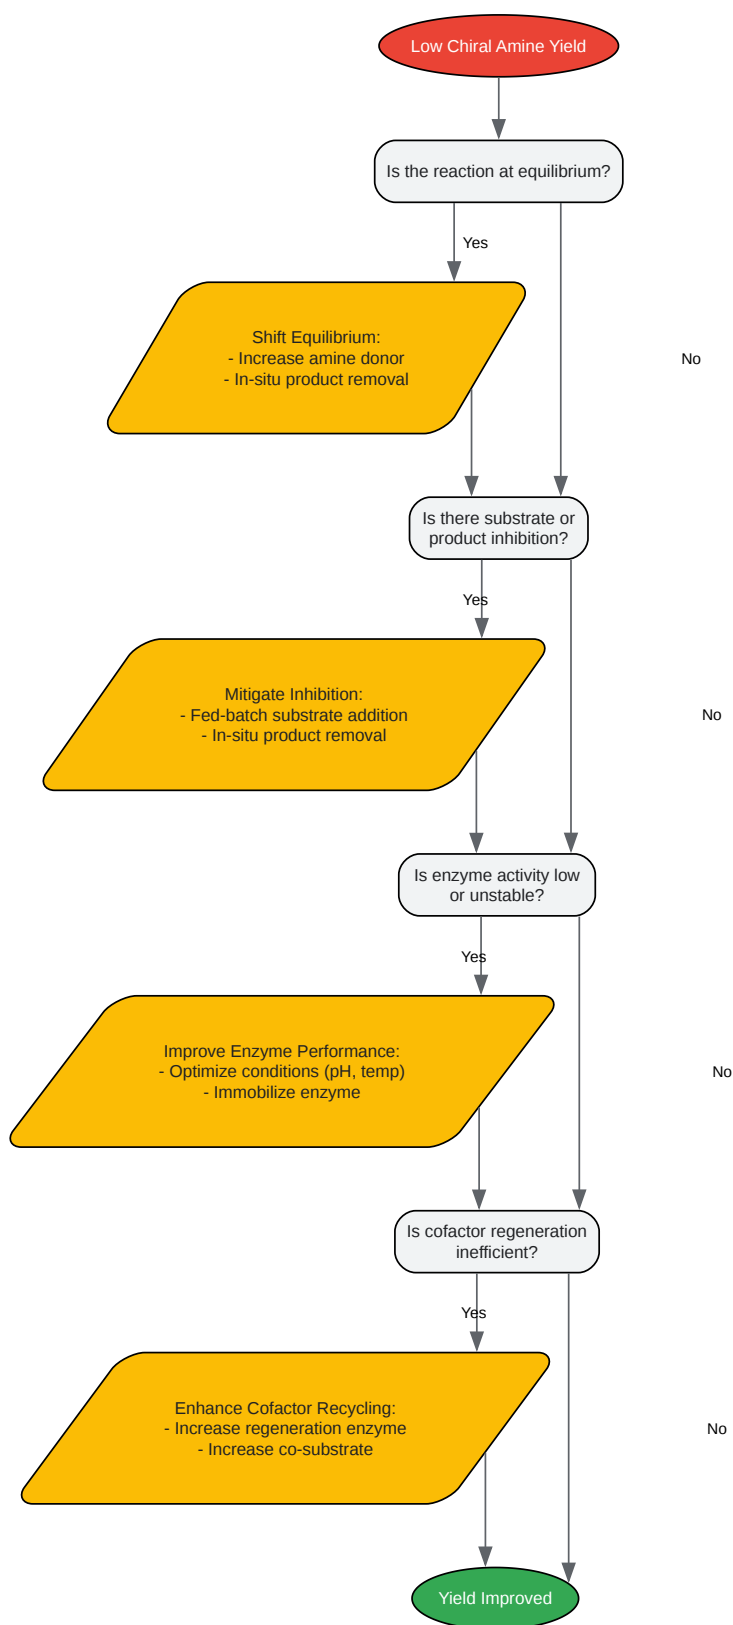 Low Chiral Amine Yield
Is the reaction at equilibrium?
Yes
Shift Equilibrium:
- Increase amine donor
- In-situ product removal
No
Is there substrate or
product inhibition?
Yes
Mitigate Inhibition:
- Fed-batch substrate addition
- In-situ product removal
No
Is enzyme activity low
or unstable?
Yes
Improve Enzyme Performance:
- Optimize conditions (pH, temp)
- Immobilize enzyme
No
Is cofactor regeneration
inefficient?
Yes
Enhance Cofactor Recycling:
- Increase regeneration enzyme
- Increase co-substrate
No
Yield Improved